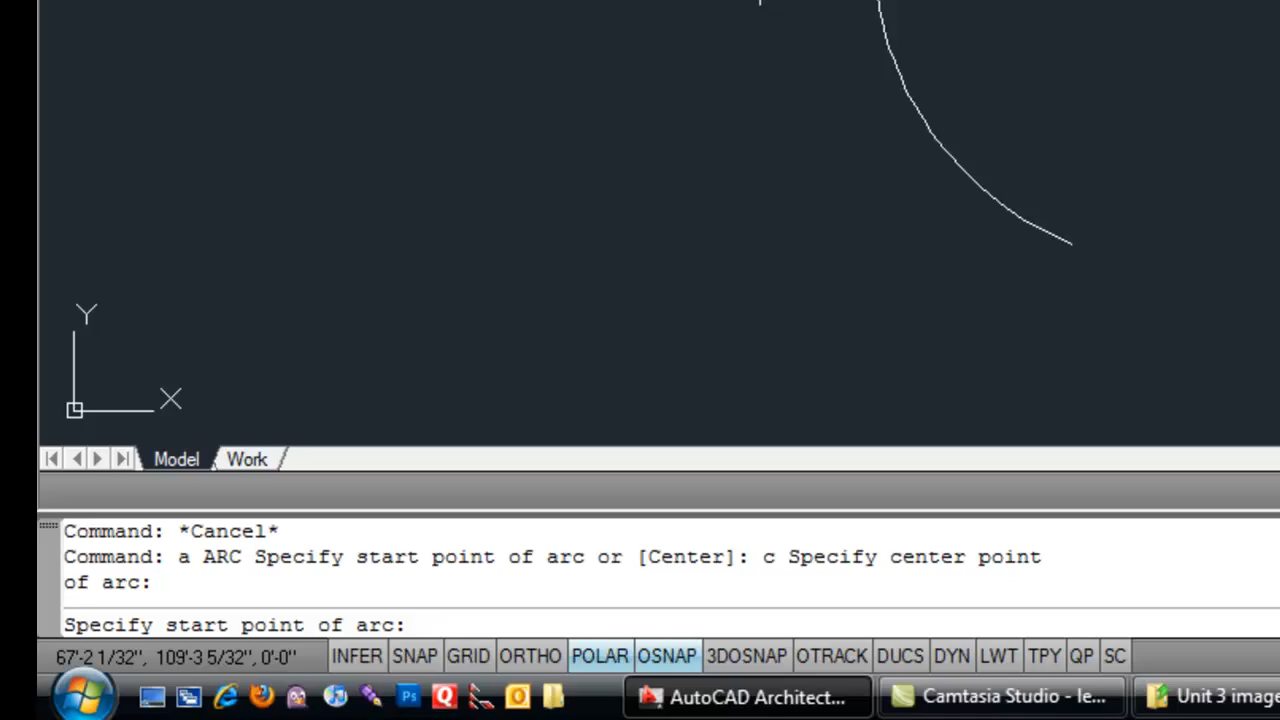 Y
X
Model Work
Command: *Cancel*
Command: a ARC Specify start point of arc or [Center]: c Specify center point
of arc:
Specify start point of arc:
67'-2 1/32", 109'-3 5/32", 0'-0" INFER SNAP GRID ORTHO POLAR OSNAP 3DOSNAP OTRACK DUCS DYN LWT TPY QP SC
Ps Q O AutoCAD Architect... Camtasia Studio - le... Unit 3 image